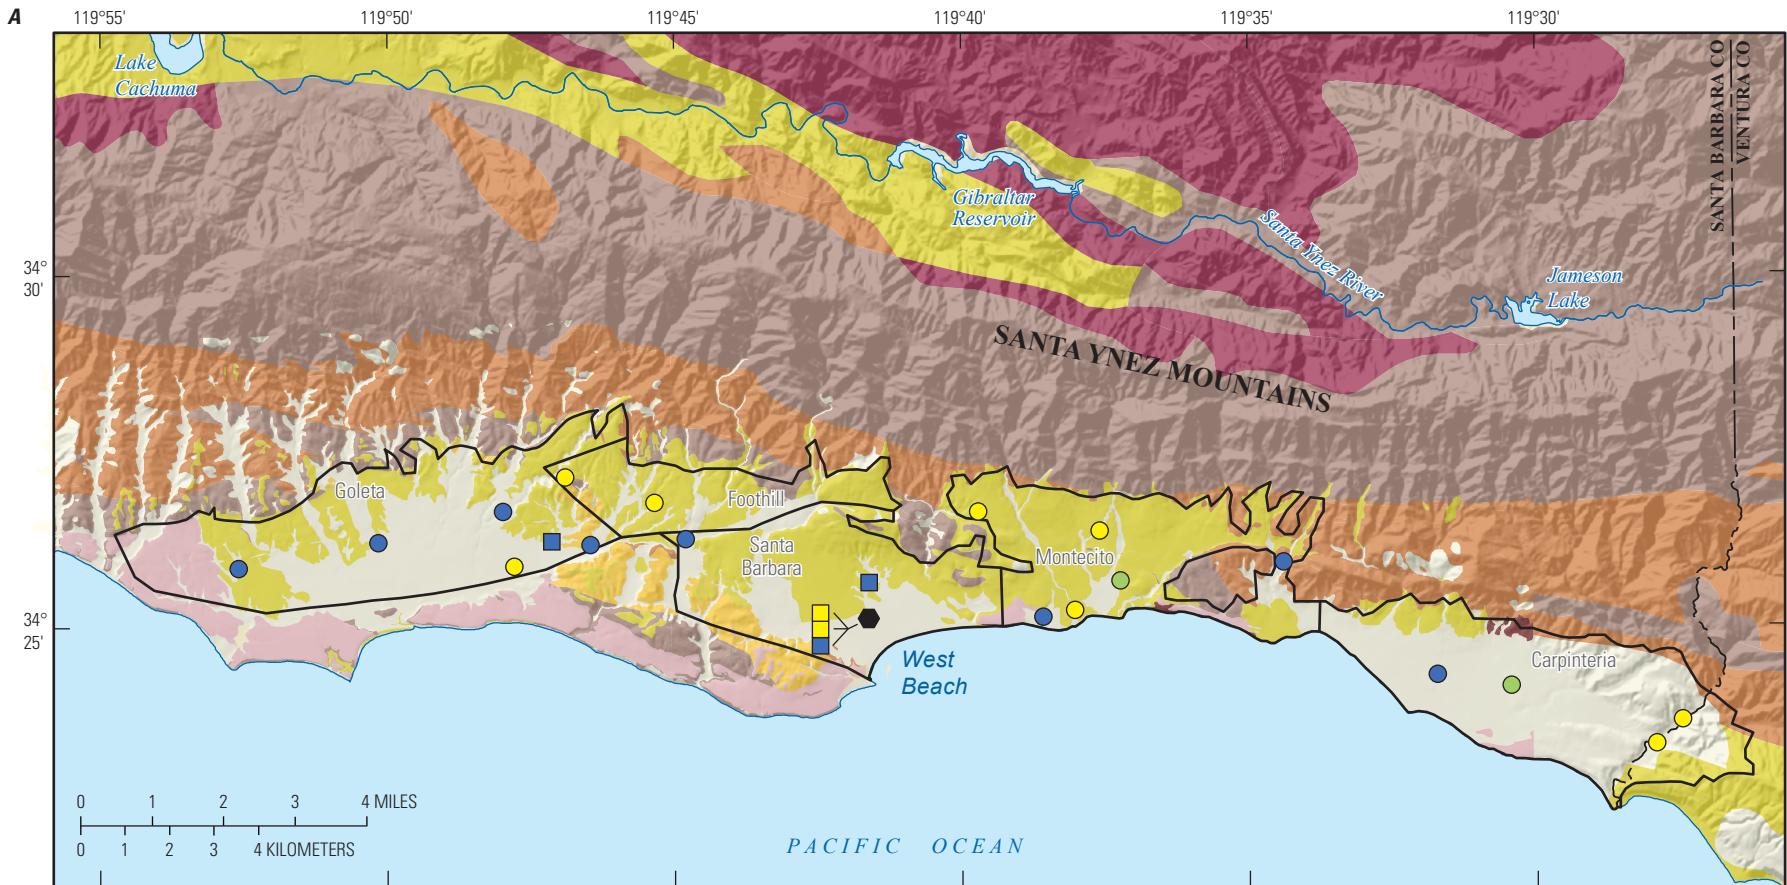 A
119°55'
119°50'
119°45'
119°40'
119°35'
119°30'
Lake
Cachuma
SANTA BARBARA CO
VENTURA CO
Gibraltar
Reservoir
Santa Ynez River
Jameson
Lake
34°
30'
SANTA YNEZ MOUNTAINS
Goleta
Foothill
Santa
Barbara
Montecito
34°
25'
West
Beach
Carpinteria
0 1 2 3 4 MILES
0 1 2 3 4 KILOMETERS
PACIFIC OCEAN